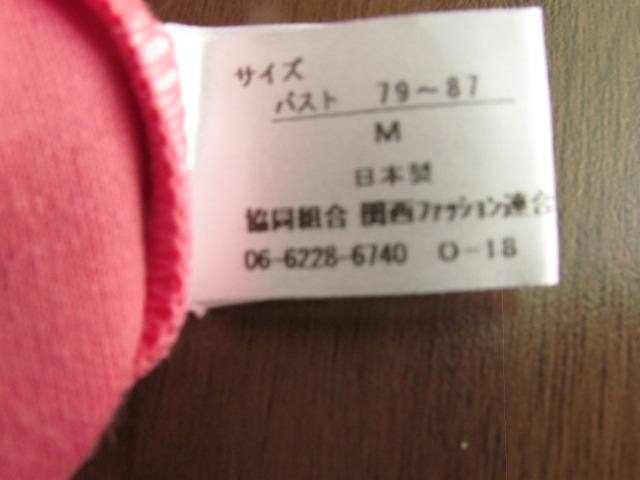 サイズ
バスト 79～87
M
日本製
協同組合 関西ファッション連合
06-6228-6740 O-18